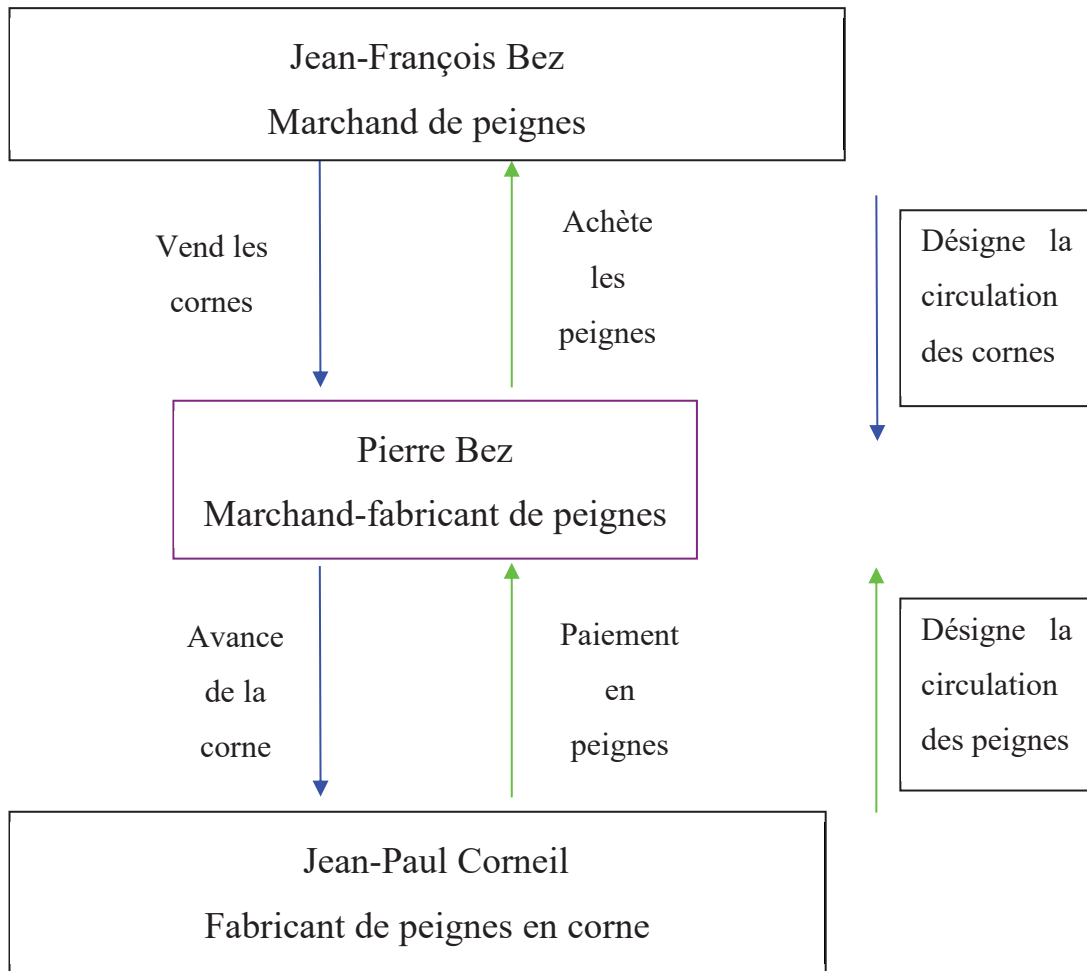 Jean-François Bez
Marchand de peignes
Vend les
cornes
Achète
les
peignes
Désigne la
circulation
des cornes
Pierre Bez
Marchand-fabricant de peignes
Avance
de la
corne
Paiement
en
peignes
Désigne la
circulation
des peignes
Jean-Paul Corneil
Fabricant de peignes en corne